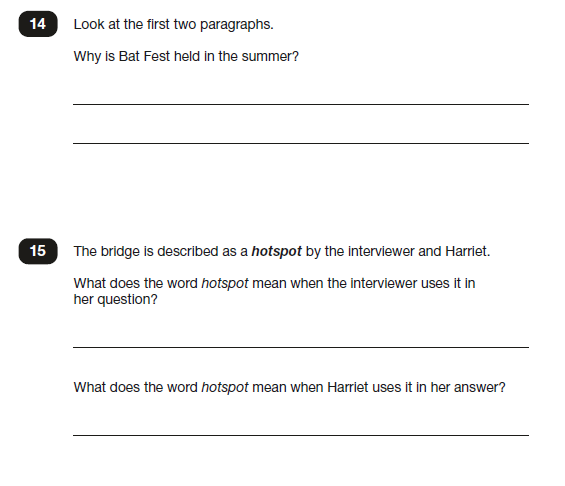 14 Look at the first two paragraphs.
Why is Bat Fest held in the summer?
15 The bridge is described as a hotspot by the interviewer and Harriet.
What does the word hotspot mean when the interviewer uses it in
her question?
What does the word hotspot mean when Harriet uses it in her answer?